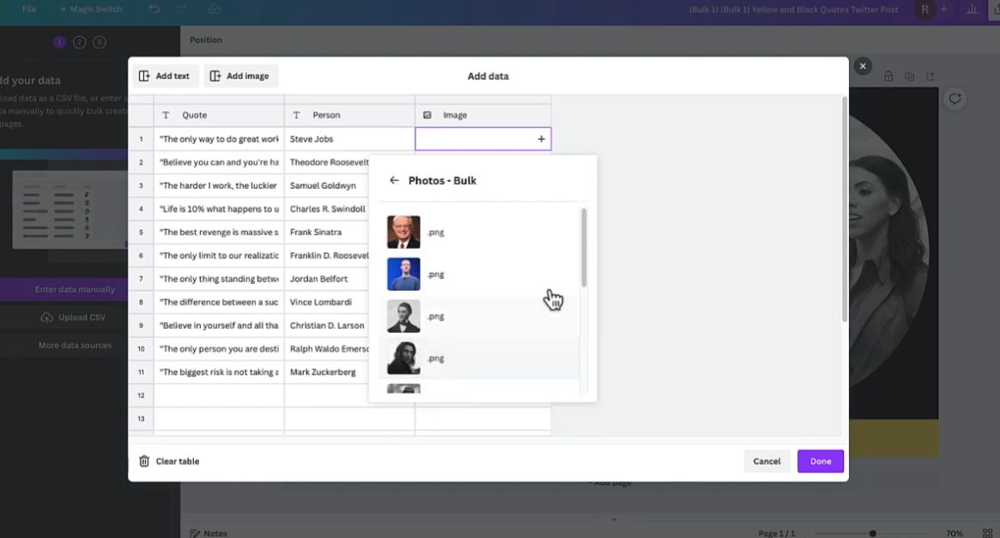 File
Magic Switch
(Bulk 1) (Bulk 1) Yellow and Black Quotes Twitter Post
R
1
2
3
Position
Add text
Add image
Add data
dd your data
load data as a CSV file, or enter a
ta manually to quickly bulk create
pages.
Quote
Person
Image
1 "The only way to do great work Steve Jobs +
2 "Believe you can and you're ha Theodore Roosevelt
3 "The harder I work, the luckier Samuel Goldwyn
4 "Life is 10% what happens to u Charles R. Swindoll
5 "The best revenge is massive s Frank Sinatra
6 "The only limit to our realizatic Franklin D. Roosevel
7 "The only thing standing betw Jordan Belfort
8 "The difference between a suc Vince Lombardi
9 "Believe in yourself and all tha Christian D. Larson
10 "The only person you are desti Ralph Waldo Emerso
11 "The biggest risk is not taking a Mark Zuckerberg
12
13
Photos - Bulk
.png
.png
.png
.png
Enter data manually
Upload CSV
More data sources
Clear table
Cancel
Done
+ Add page
Notes
Page 1 / 1
70%